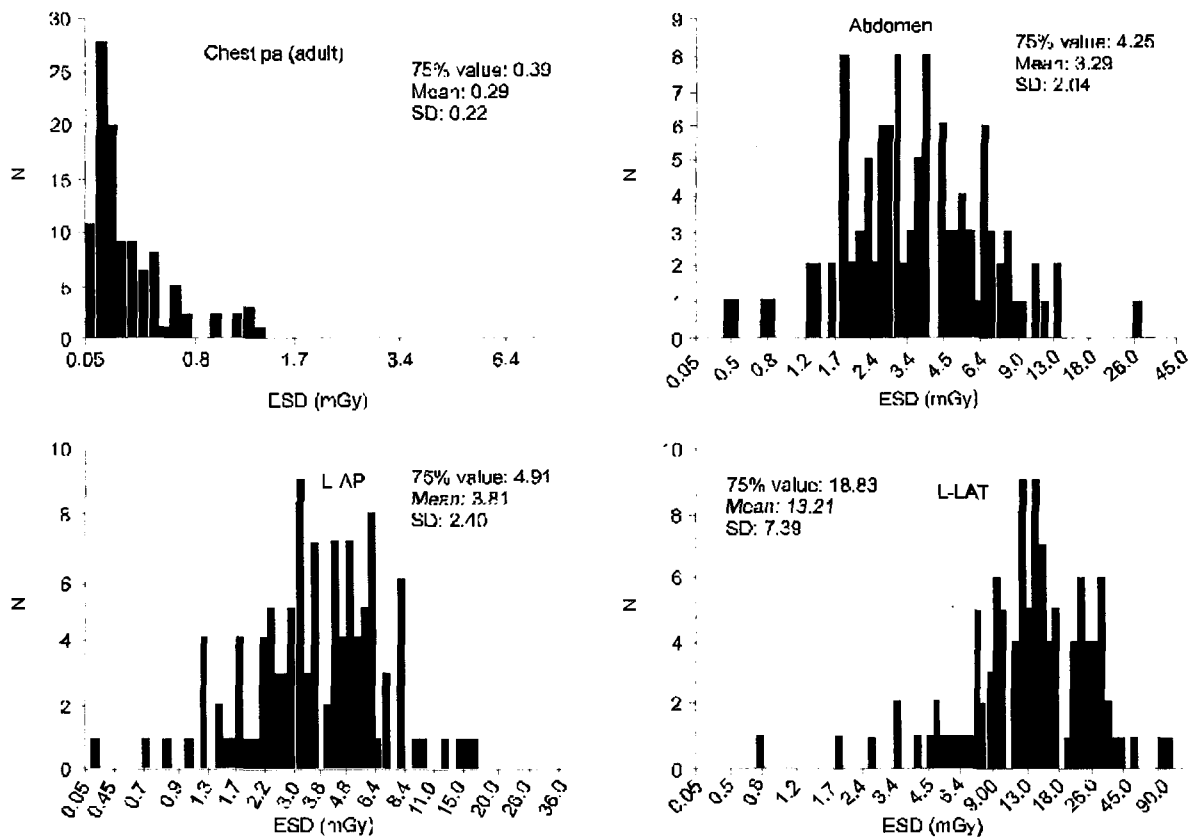 Chest pa (adult)
75% value: 0.39
Mean: 0.29
SD: 0.22
N
30
25
20
15
10
5
0
0.05 0.8 1.7 3.4 6.4
ESD (mGy)
Abdomen
75% value: 4.25
Mean: 3.29
SD: 2.04
N
9
8
7
6
5
4
3
2
1
0
0.05 0.5 0.8 1.2 1.7 2.4 3.4 4.5 6.4 9.0 13.0 18.0 26.0 45.0
ESD (mGy)
L AP
75% value: 4.91
Mean: 3.81
SD: 2.40
N
10
8
6
4
2
0
0.05 0.45 0.7 0.9 1.3 1.7 2.2 3.0 3.8 4.8 6.4 8.4 11.0 15.0 20.0 28.0 36.0
ESD (mGy)
L-LAT
75% value: 18.83
Mean: 13.21
SD: 7.39
N
10
8
6
4
2
0
0.05 0.5 0.8 1.2 1.7 2.4 3.4 4.5 6.4 9.00 13.0 18.0 25.0 45.0 90.0
ESD (mGy)